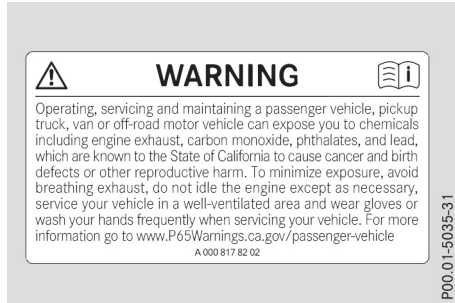 WARNING
Operating, servicing and maintaining a passenger vehicle, pickup
truck, van or off-road motor vehicle can expose you to chemicals
including engine exhaust, carbon monoxide, phthalates, and lead,
which are known to the State of California to cause cancer and birth
defects or other reproductive harm. To minimize exposure, avoid
breathing exhaust, do not idle the engine except as necessary,
service your vehicle in a well-ventilated area and wear gloves or
wash your hands frequently when servicing your vehicle. For more
information go to www.P65Warnings.ca.gov/passenger-vehicle
A 000 817 82 02
P00.01-5035-31